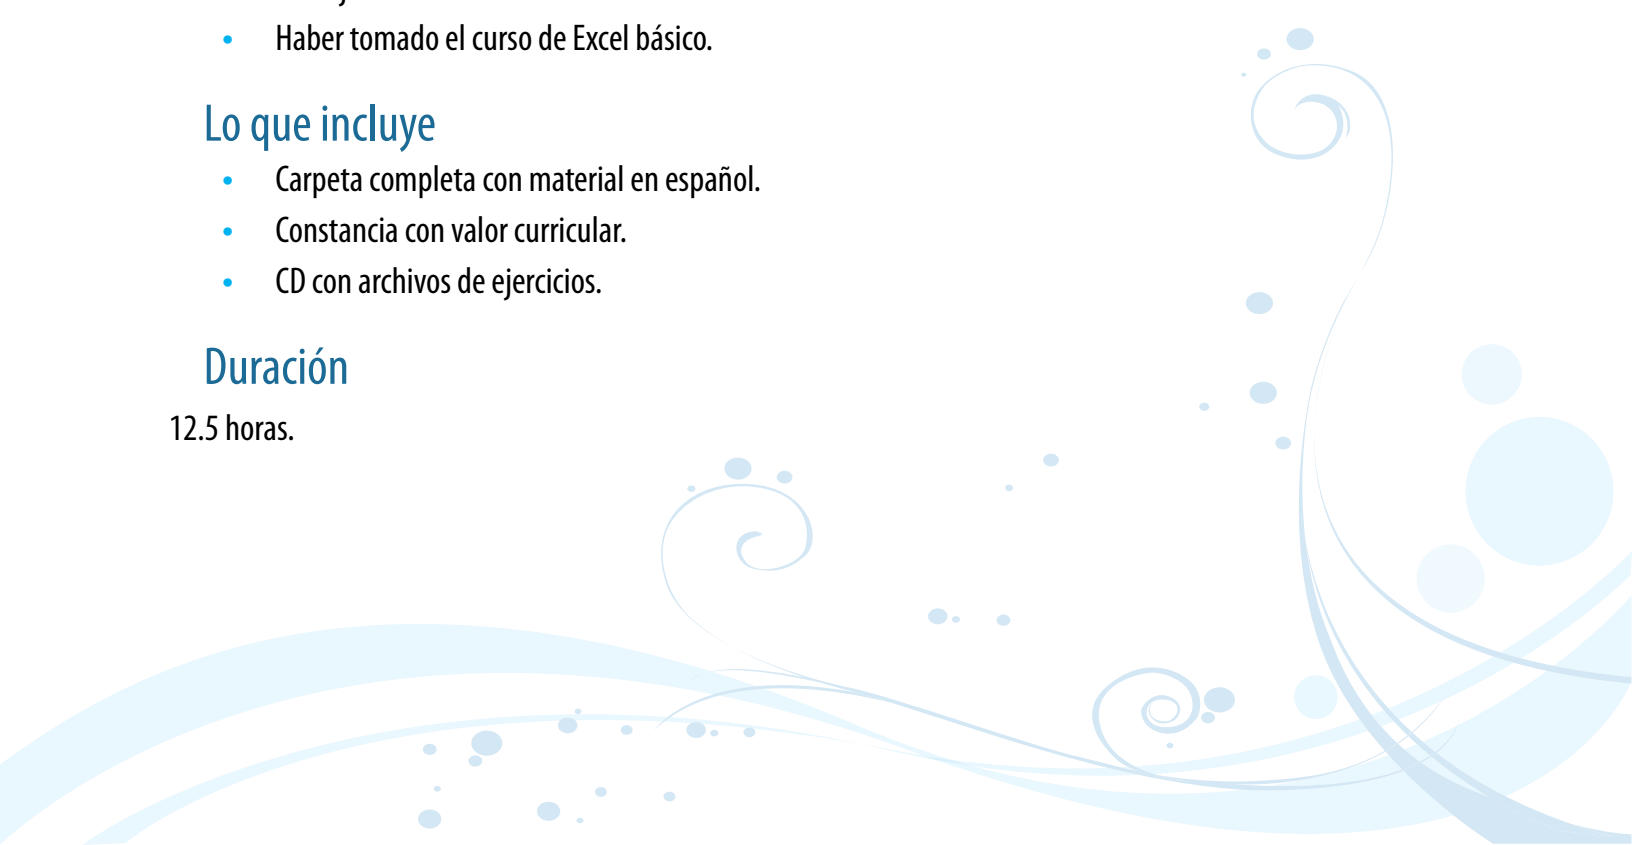 Haber tomado el curso de Excel básico.
Lo que incluye
Carpeta completa con material en español.
Constancia con valor curricular.
CD con archivos de ejercicios.
Duración
12.5 horas.